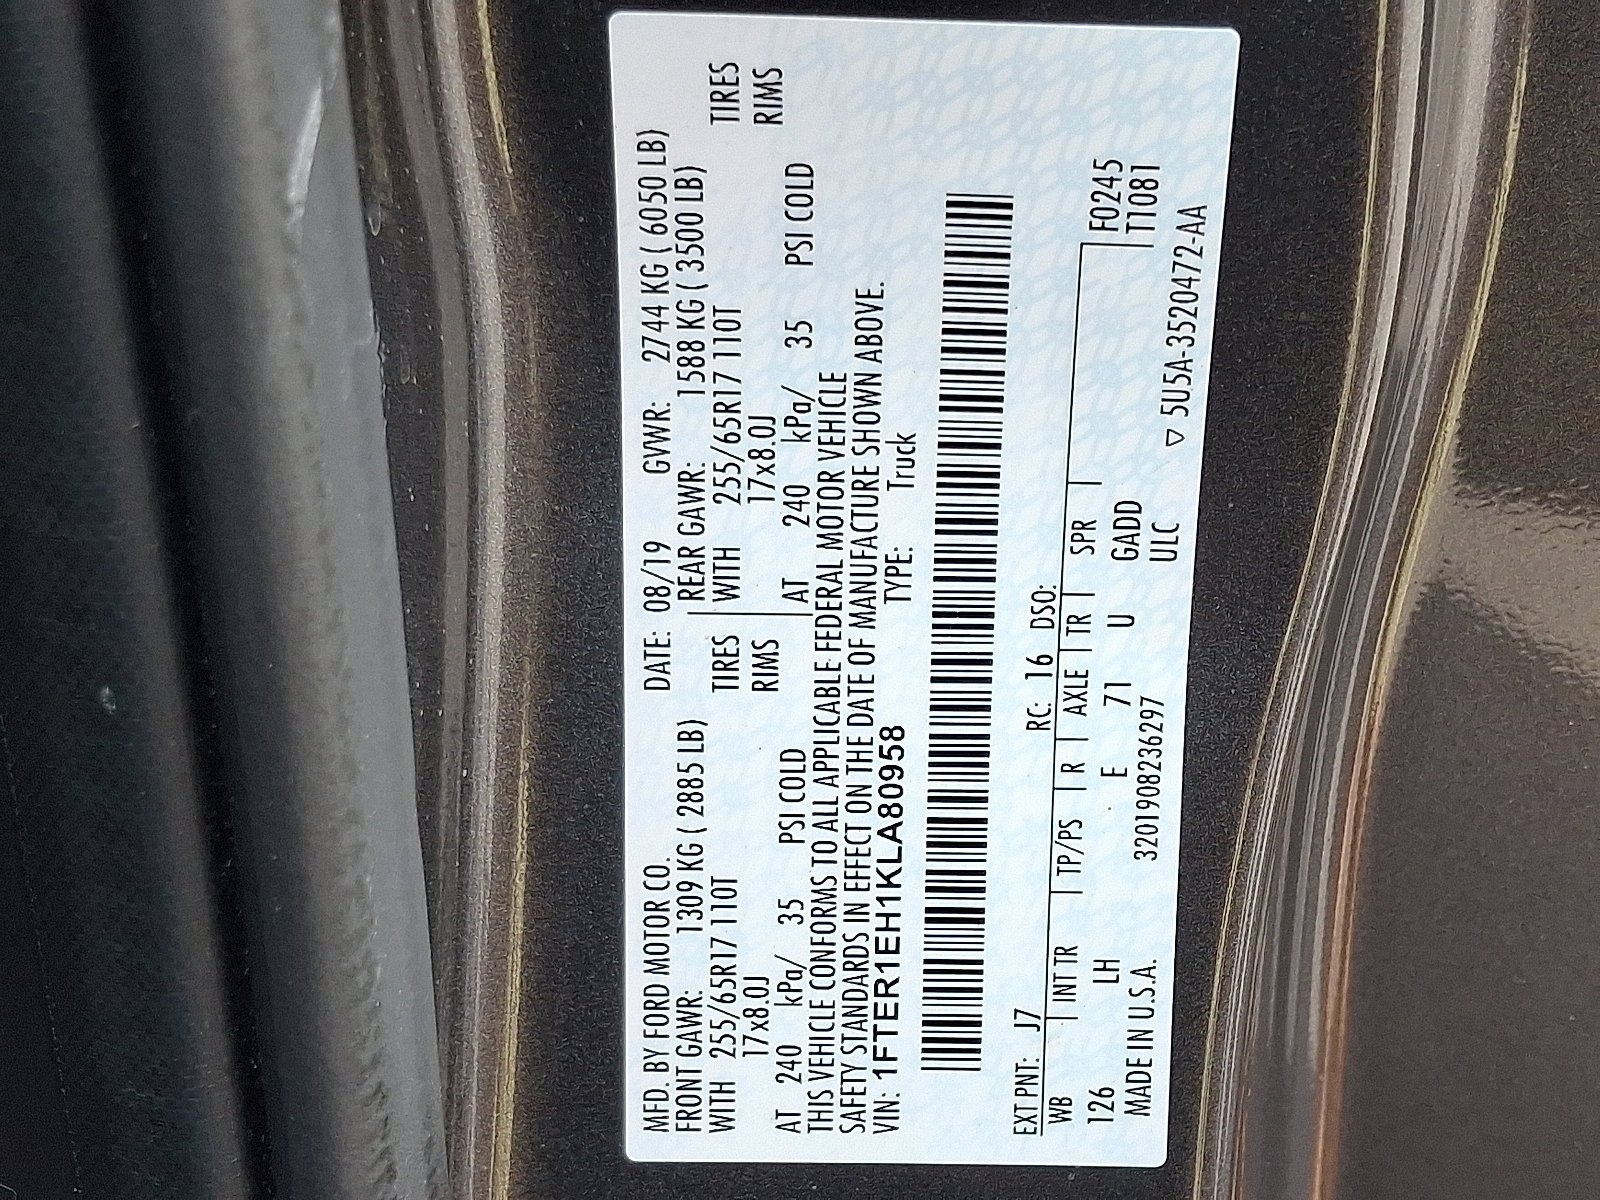 MFD. BY FORD MOTOR CO. DATE: 08/19 GVWR: 2744 KG ( 6050 LB)
FRONT GAWR: 1309 KG ( 2885 LB) REAR GAWR: 1588 KG ( 3500 LB)
WITH 255/65R17 110T TIRES WITH 255/65R17 110T TIRES
17x8.0J RIMS 17x8.0J RIMS
AT 240 kPa/ 35 PSI COLD AT 240 kPa/ 35 PSI COLD
THIS VEHICLE CONFORMS TO ALL APPLICABLE FEDERAL MOTOR VEHICLE
SAFETY STANDARDS IN EFFECT ON THE DATE OF MANUFACTURE SHOWN ABOVE.
VIN: 1FTER1EH1KLA80958 TYPE: Truck
EXT PNT: J7 RC: 16 DSO:
WB INT TR TP/PS R AXLE TR SPR F0245
126 LH E 71 U GADD T1081
MADE IN U.S.A. 3201908236297 ULC
▽ 5U5A-3520472-AA